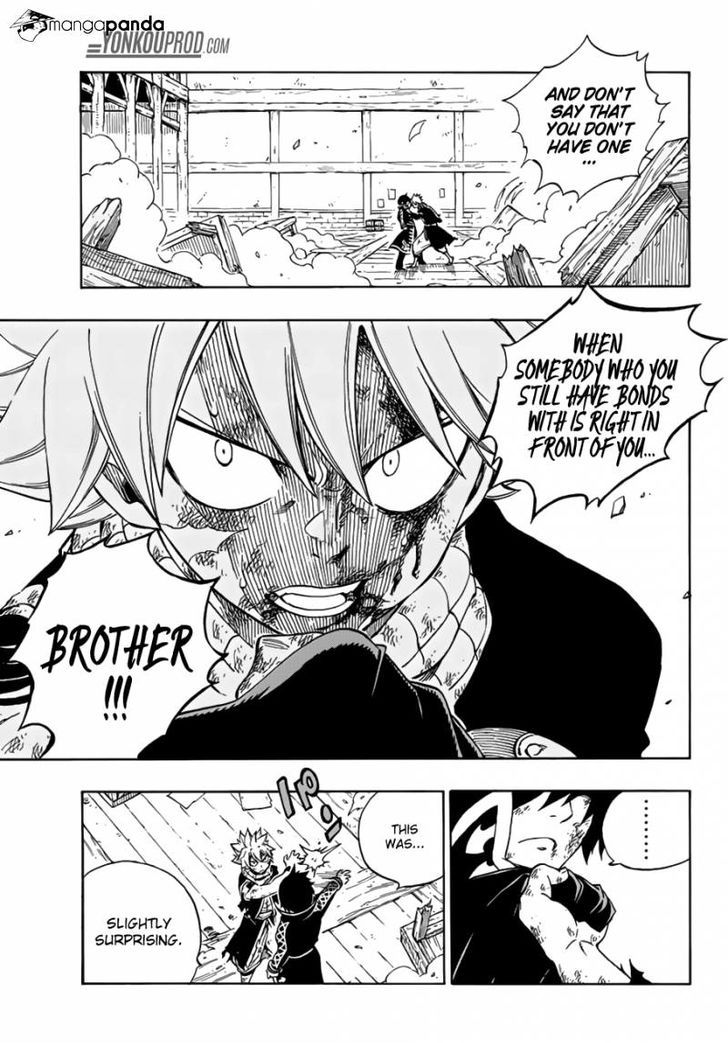 mangapanda
=YONKOUPROD.COM
AND DON'T
SAY THAT
YOU DON'T
HAVE ONE
...
WHEN
SOMEBODY WHO YOU
STILL HAVE BONDS
WITH IS RIGHT IN
FRONT OF YOU...
BROTHER
!!!
........
THIS
WAS...
SLIGHTLY
SURPRISING.